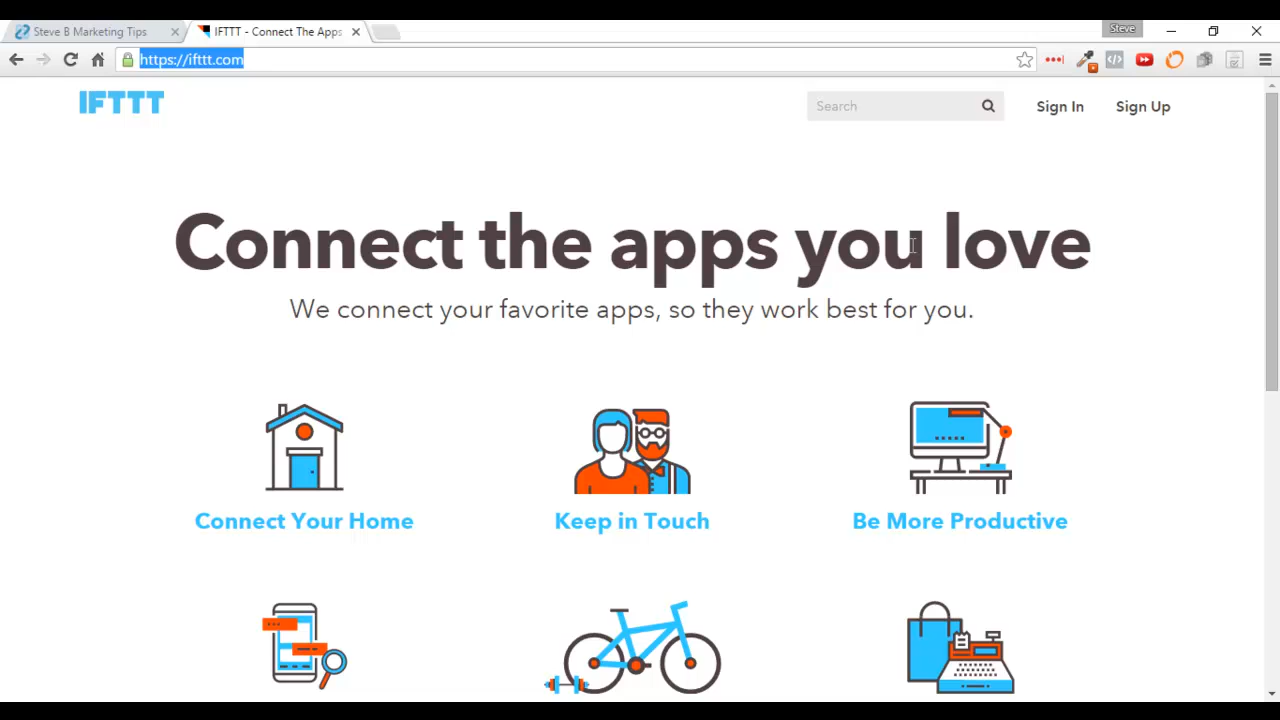 Steve B Marketing Tips
IFTTT - Connect The Apps
Steve
https://ifttt.com
IFTTT
Search
Sign In
Sign Up
Connect the apps you love
We connect your favorite apps, so they work best for you.
Connect Your Home
Keep in Touch
Be More Productive